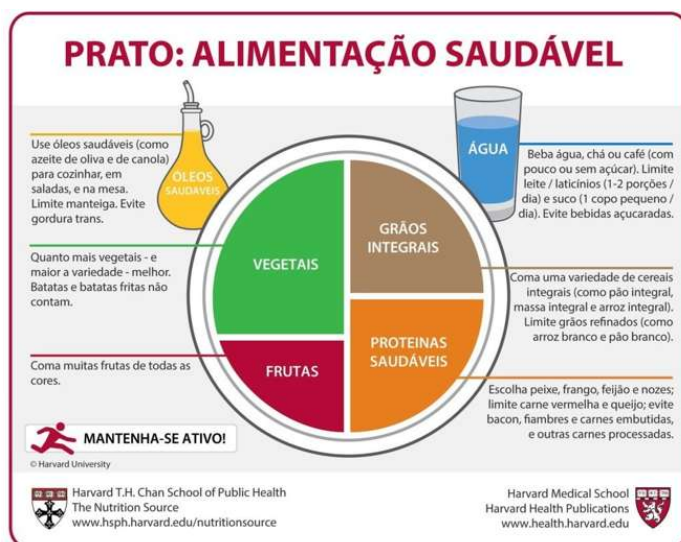 PRATO: ALIMENTAÇÃO SAUDÁVEL
Use óleos saudáveis (como
azeite de oliva e de canola)
para cozinhar, em
saladas, e na mesa.
Limite manteiga. Evite
gordura trans.
ÓLEOS
SAUDÁVEIS
ÁGUA
Beba água, chá ou café (com
pouco ou sem açúcar). Limite
leite / laticínios (1-2 porções /
dia) e suco (1 copo pequeno /
dia). Evite bebidas açucaradas.
VEGETAIS
GRÃOS
INTEGRAIS
Quanto mais vegetais - e
maior a variedade - melhor.
Batatas e batatas fritas não
contam.
Coma uma variedade de cereais
integrais (como pão integral,
massa integral e arroz integral).
Limite grãos refinados (como
arroz branco e pão branco).
FRUTAS
PROTEINAS
SAUDÁVEIS
Coma muitas frutas de todas as
cores.
Escolha peixe, frango, feijão e nozes;
limite carne vermelha e queijo; evite
bacon, fiambres e carnes embutidas,
e outras carnes processadas.
MANTENHA-SE ATIVO!
© Harvard University
Harvard T.H. Chan School of Public Health
The Nutrition Source
www.hsph.harvard.edu/nutritionsource
Harvard Medical School
Harvard Health Publications
www.health.harvard.edu